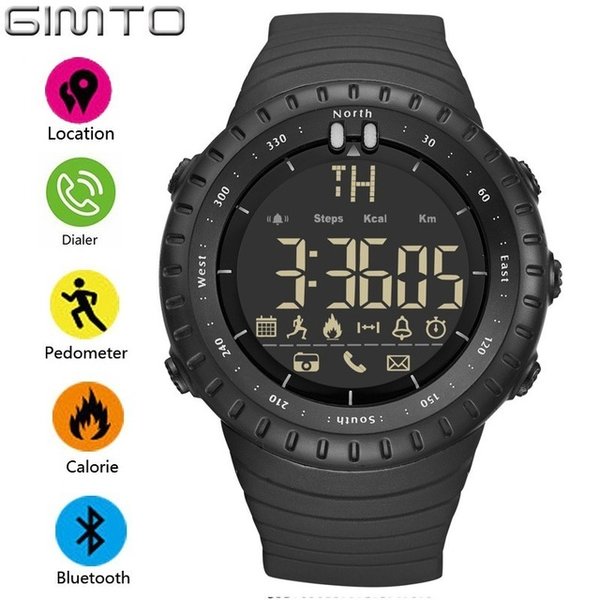 GIMTO
Location
Dialer
Pedometer
Calorie
Bluetooth
North
30
60
East
120
150
South
210
240
West
300
330
TH
Steps Kcal Km
3:3605